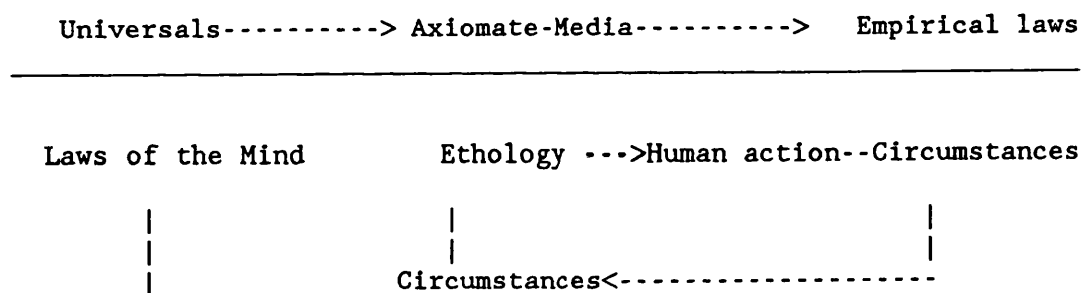 Universals----------> Axiomate-Media----------> Empirical laws
Laws of the Mind Ethology --->Human action--Circumstances
Circumstances<--------------------